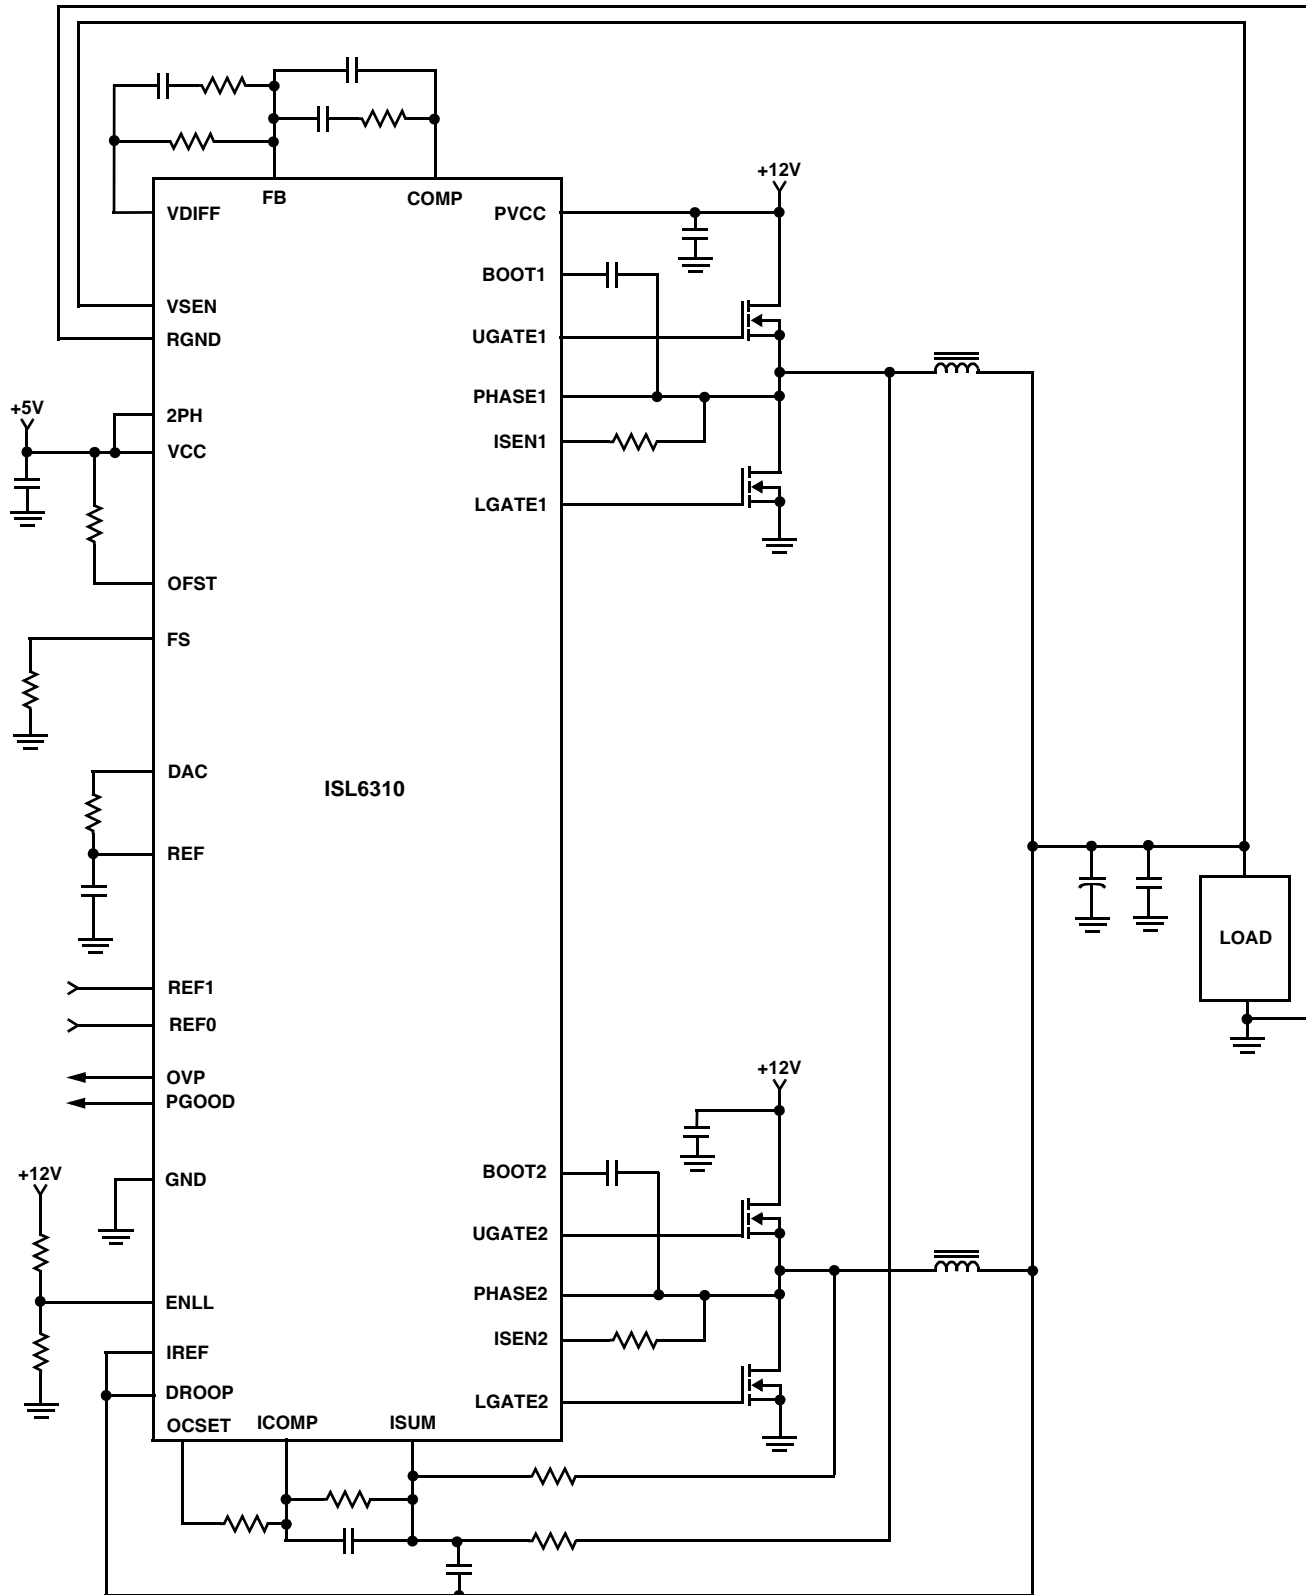 +12V
FB
COMP
VDIFF
PVCC
BOOT1
VSEN
UGATE1
RGND
PHASE1
+5V
2PH
ISEN1
VCC
LGATE1
OFST
FS
DAC
ISL6310
REF
LOAD
REF1
REF0
+12V
OVP
PGOOD
+12V
BOOT2
GND
UGATE2
PHASE2
ENLL
ISEN2
IREF
DROOP
LGATE2
OCSET
ICOMP
ISUM